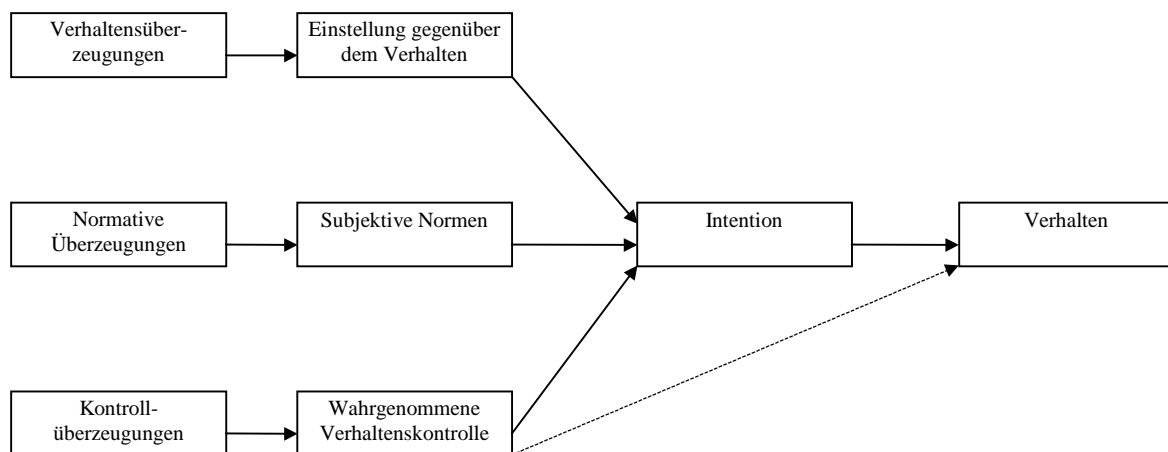 Verhaltensüber-
zeugungen
Einstellung gegenüber
dem Verhalten
Normative
Überzeugungen
Subjektive Normen
Intention
Verhalten
Kontroll-
überzeugungen
Wahrgenommene
Verhaltenskontrolle